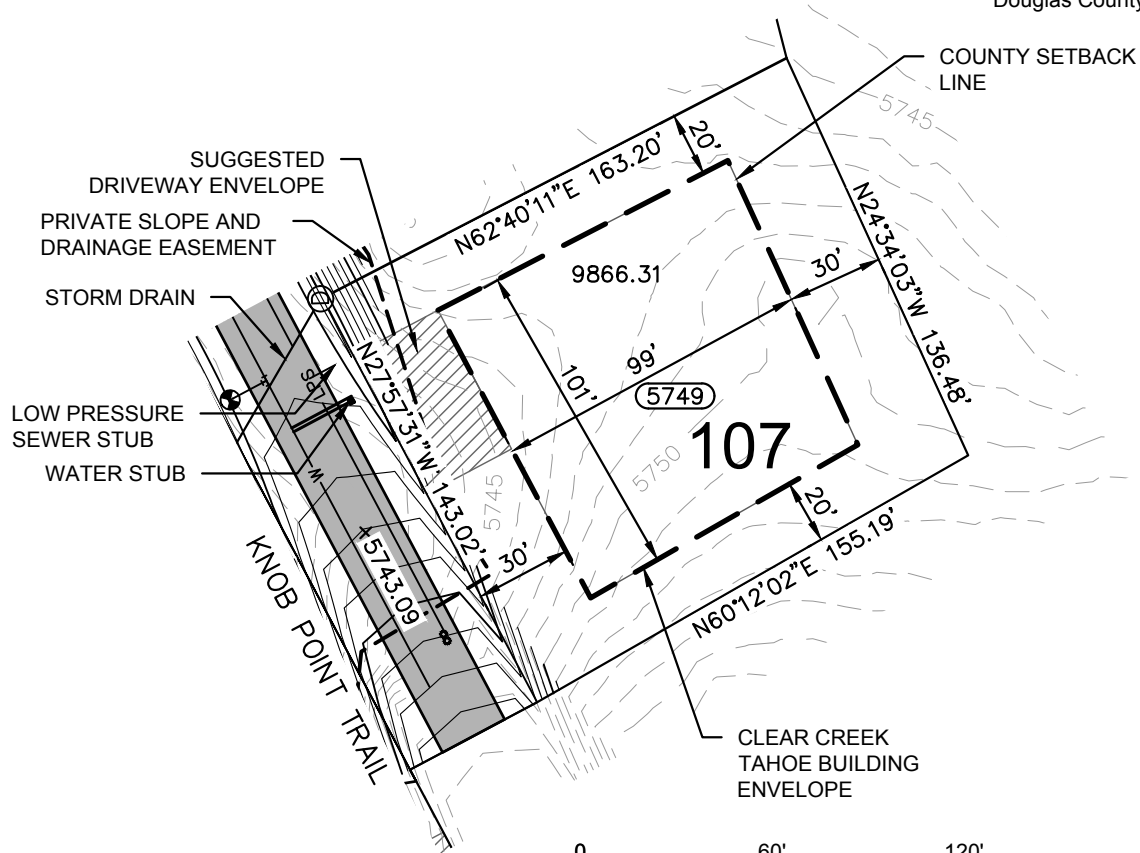 Douglas County
COUNTY SETBACK
LINE
5745
SUGGESTED
DRIVEWAY ENVELOPE
20'
N62°40'11"E 163.20'
PRIVATE SLOPE AND
DRAINAGE EASEMENT
N24°34'03"W 136.48'
30'
9866.31
STORM DRAIN
N27°57'31"W 143.02'
99'
101'
LPS
5749
LOW PRESSURE
SEWER STUB
107
WATER STUB
W
5750
5745
20'
30'
+5743.09
N60°12'02"E 155.19'
KNOB POINT TRAIL
CLEAR CREEK
TAHOE BUILDING
ENVELOPE
0 60' 120'